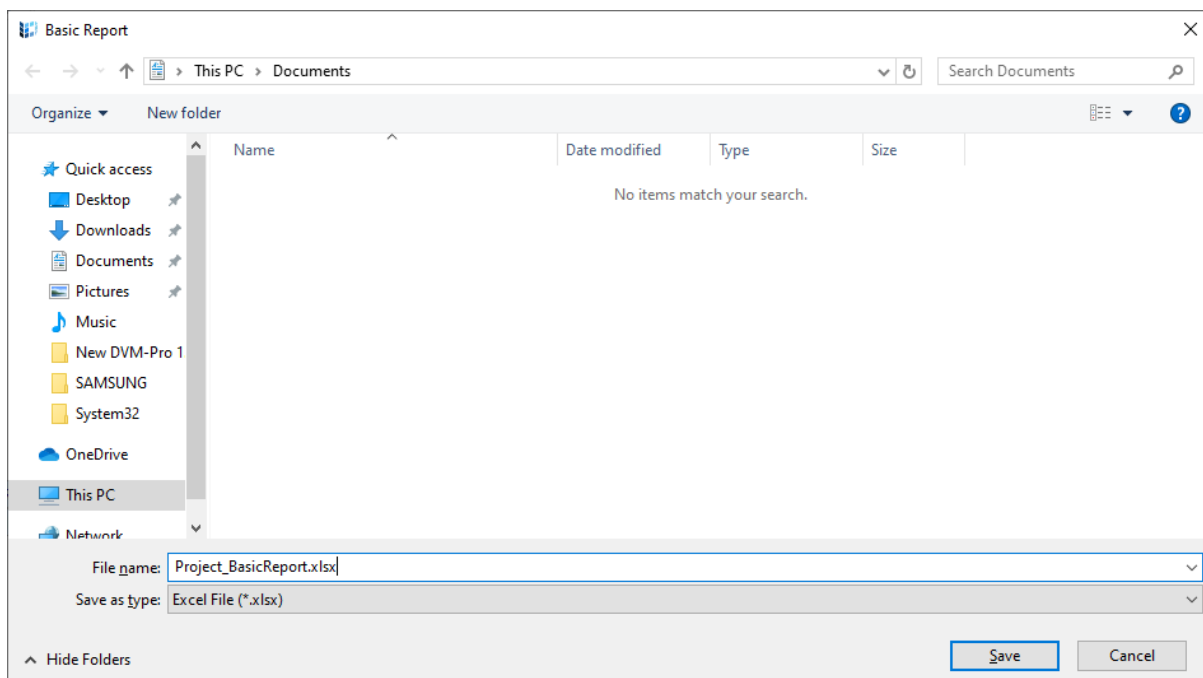 Basic Report
This PC > Documents
Search Documents
Organize
New folder
Name
Date modified
Type
Size
No items match your search.
Quick access
Desktop
Downloads
Documents
Pictures
Music
New DVM-Pro 1
SAMSUNG
System32
OneDrive
This PC
Network
File name: Project_BasicReport.xlsx
Save as type: Excel File (*.xlsx)
Hide Folders
Save
Cancel